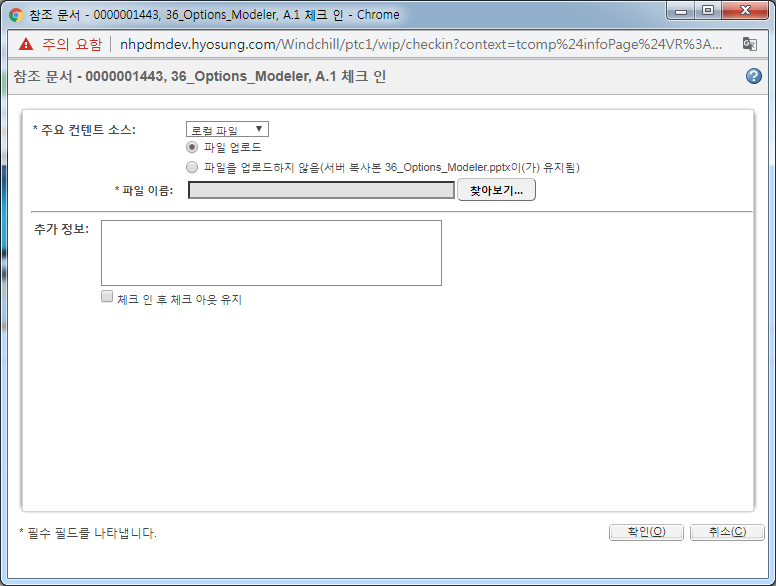 참조 문서 - 0000001443, 36_Options_Modeler, A.1 체크 인 - Chrome
주의 요함 | nhpdmdev.hyosung.com/Windchill/ptc1/wip/checkin?context=tcomp%24infoPage%24VR%3A...
참조 문서 - 0000001443, 36_Options_Modeler, A.1 체크 인
* 주요 컨텐트 소스: 로컬 파일
파일 업로드
파일을 업로드하지 않음(서버 복사본 36_Options_Modeler.pptx이(가) 유지됨)
* 파일 이름: 찾아보기...
추가 정보:
체크 인 후 체크 아웃 유지
* 필수 필드를 나타냅니다. 확인(O) 취소(C)